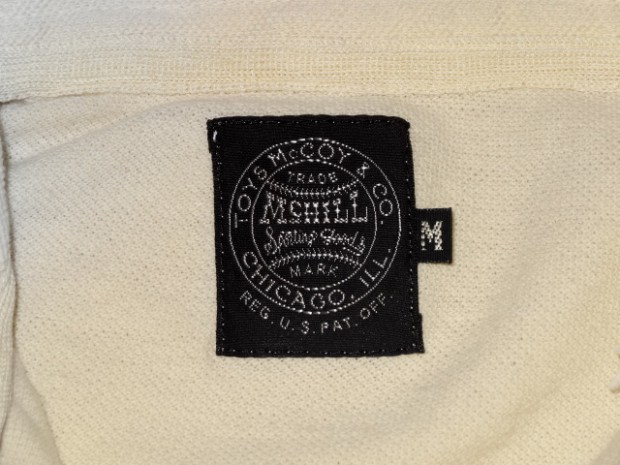 TOYS McCOY & CO.
TRADE
McHILL
Sporting Goods
MARK
CHICAGO, ILL.
REG. U.S. PAT. OFF.
M